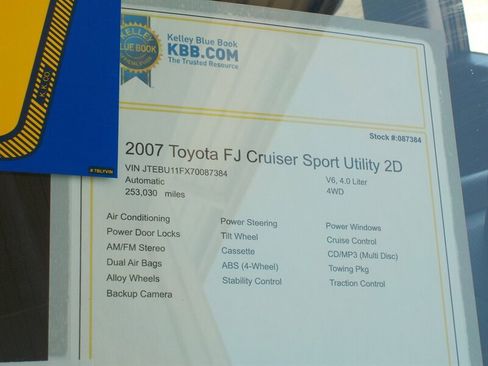 KELLEY
BLUE BOOK
Kelley Blue Book
KBB.COM
The Trusted Resource
Stock #:087384
2007 Toyota FJ Cruiser Sport Utility 2D
VIN JTEBU11FX70087384
Automatic V6, 4.0 Liter
253,030 miles 4WD
Air Conditioning Power Steering Power Windows
Power Door Locks Tilt Wheel Cruise Control
AM/FM Stereo Cassette CD/MP3 (Multi Disc)
Dual Air Bags ABS (4-Wheel) Towing Pkg
Alloy Wheels Stability Control Traction Control
Backup Camera